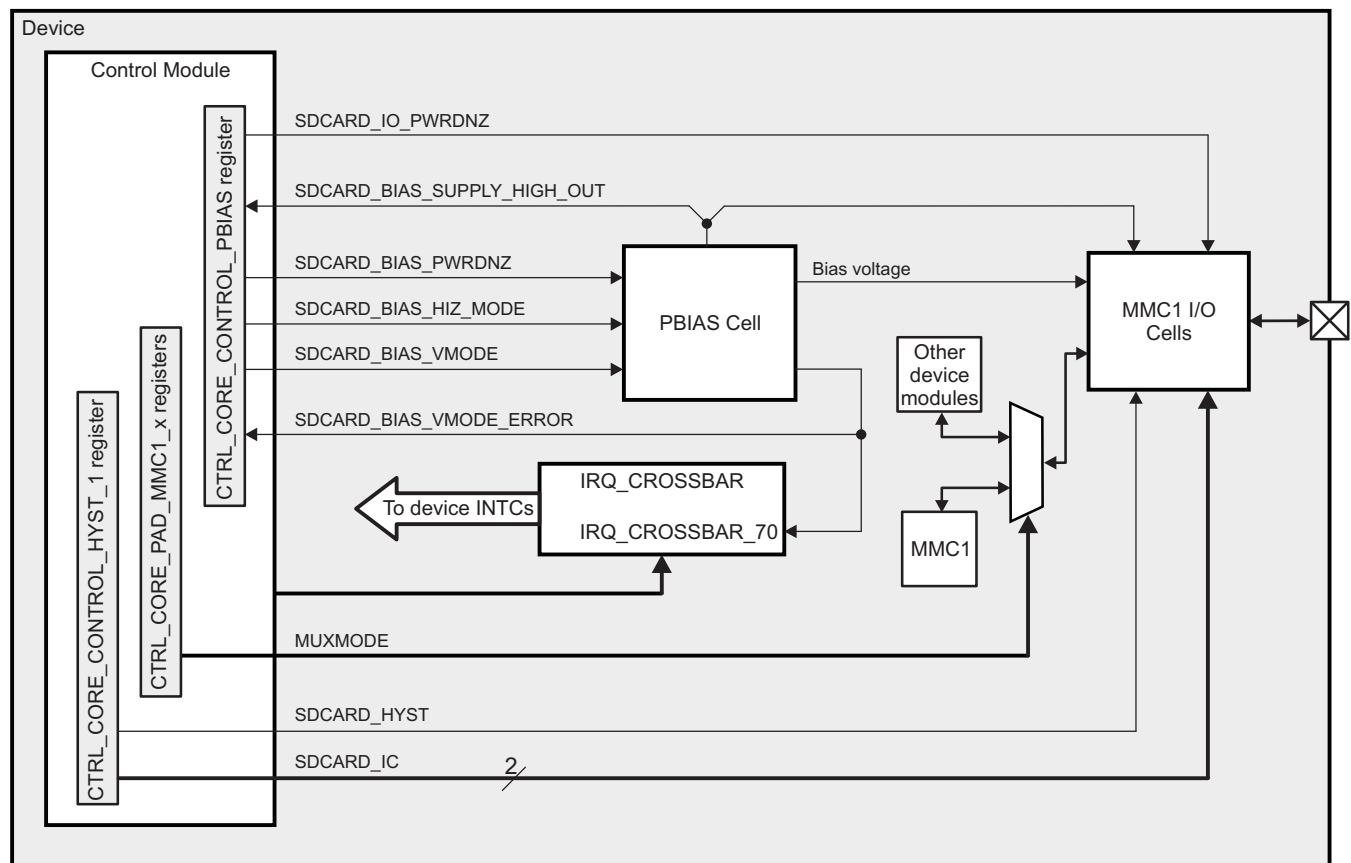 Device
Control Module
CTRL_CORE_CONTROL_PBIAS register
CTRL_CORE_PAD_MMC1_x registers
CTRL_CORE_CONTROL_HYST_1 register
SDCARD_IO_PWRDNZ
SDCARD_BIAS_SUPPLY_HIGH_OUT
SDCARD_BIAS_PWRDNZ
SDCARD_BIAS_HIZ_MODE
SDCARD_BIAS_VMODE
SDCARD_BIAS_VMODE_ERROR
PBIAS Cell
Bias voltage
MMC1 I/O
Cells
Other
device
modules
MMC1
IRQ_CROSSBAR
IRQ_CROSSBAR_70
To device INTCs
MUXMODE
SDCARD_HYST
SDCARD_IC
2